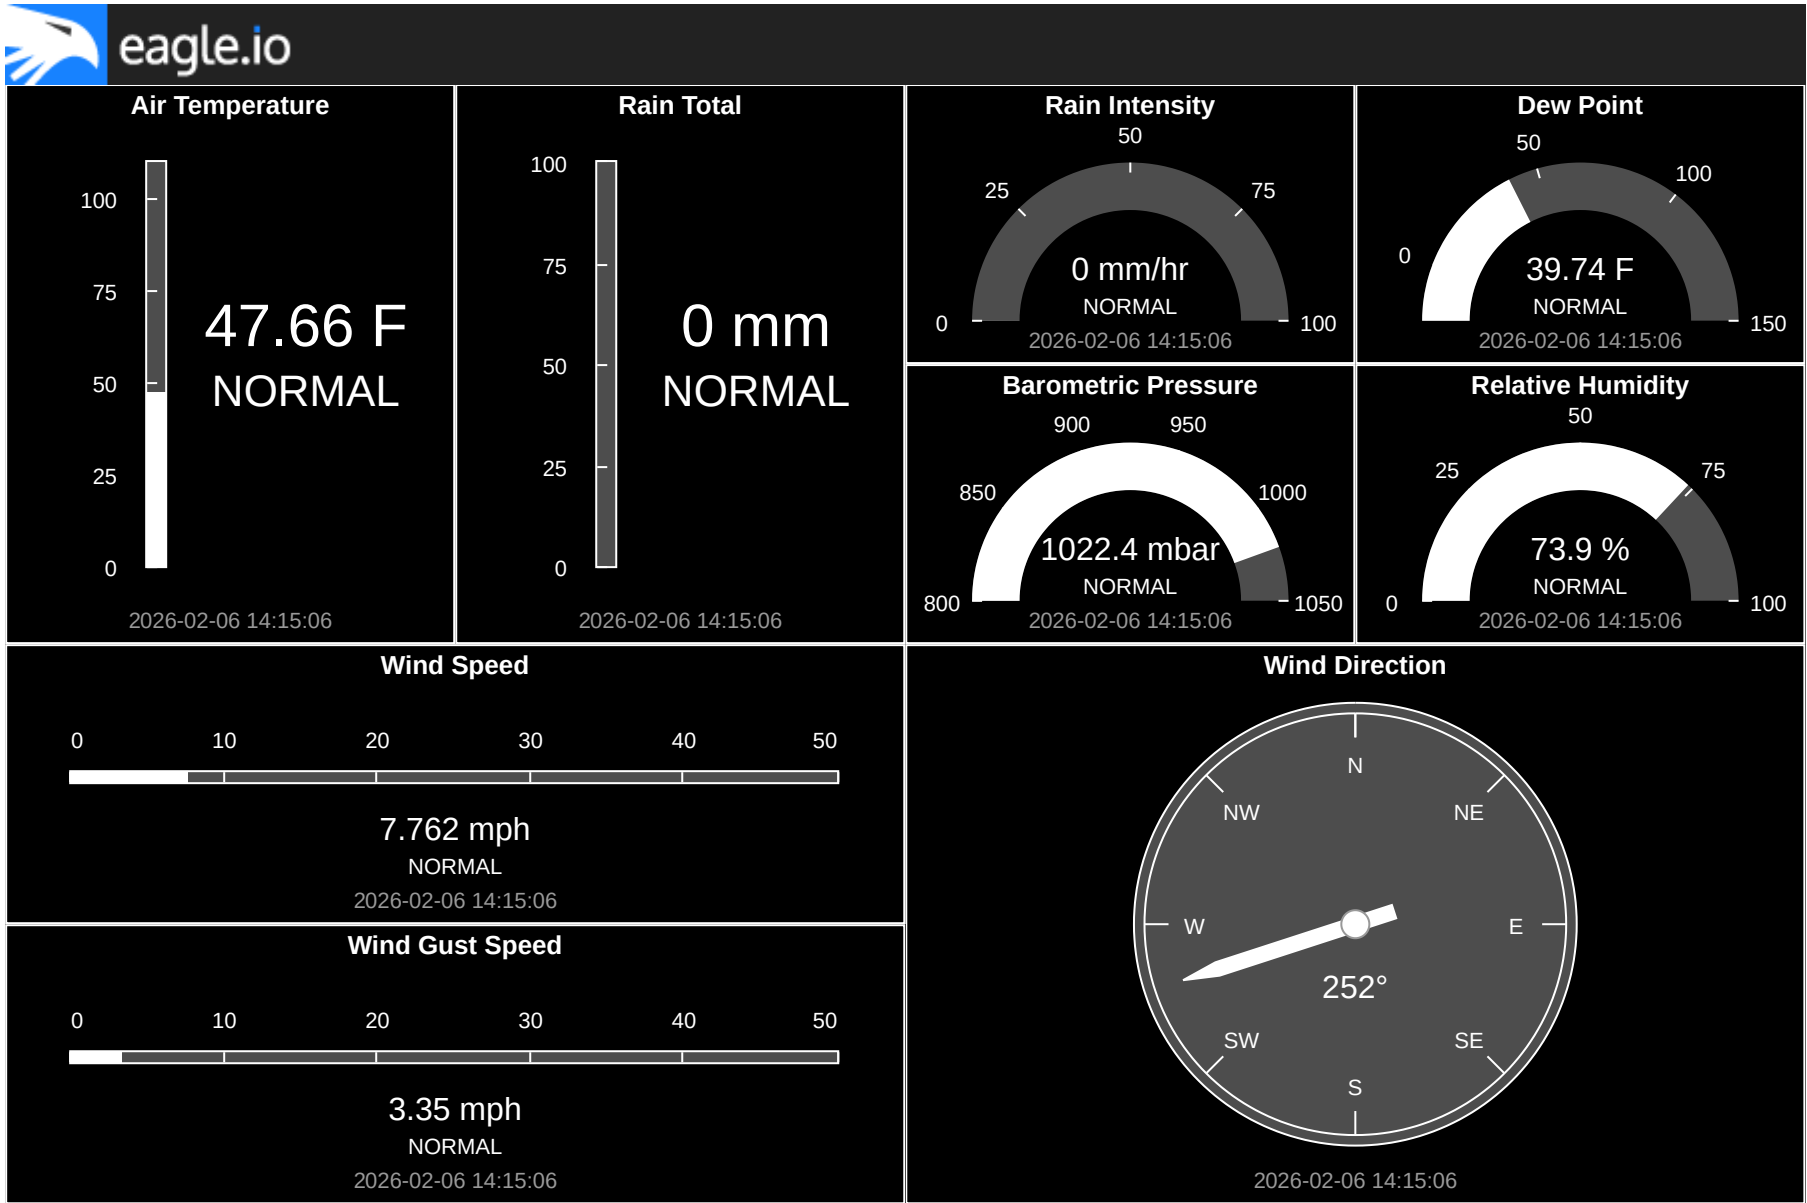 eagle.io
Air Temperature
100
75
50
25
0
47.66 F
NORMAL
2026-02-06 14:15:06
Rain Total
100
75
50
25
0
0 mm
NORMAL
2026-02-06 14:15:06
Rain Intensity
50
25
75
0
100
0 mm/hr
NORMAL
2026-02-06 14:15:06
Dew Point
50
100
0
150
39.74 F
NORMAL
2026-02-06 14:15:06
Barometric Pressure
900
950
850
1000
800
1050
1022.4 mbar
NORMAL
2026-02-06 14:15:06
Relative Humidity
50
25
75
0
100
73.9 %
NORMAL
2026-02-06 14:15:06
Wind Speed
0 10 20 30 40 50
7.762 mph
NORMAL
2026-02-06 14:15:06
Wind Gust Speed
0 10 20 30 40 50
3.35 mph
NORMAL
2026-02-06 14:15:06
Wind Direction
N
NW NE
W E
252°
SW SE
S
2026-02-06 14:15:06